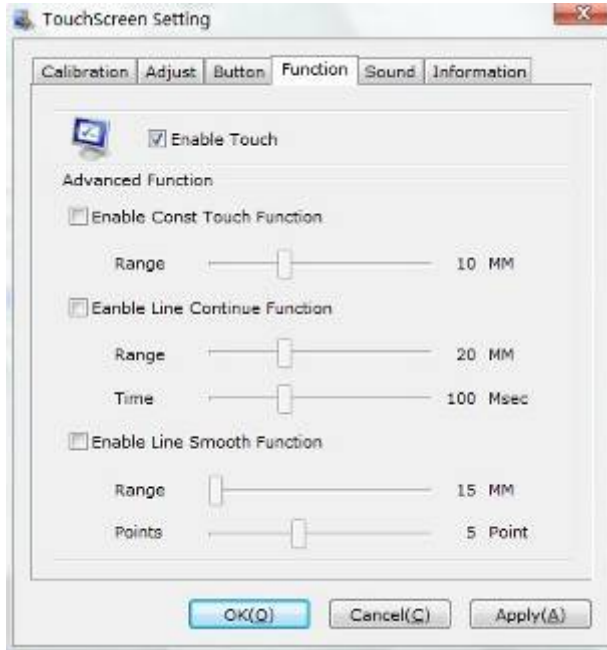 TouchScreen Setting
Calibration Adjust Button Function Sound Information
Enable Touch
Advanced Function
Enable Const Touch Function
Range 10 MM
Eanble Line Continue Function
Range 20 MM
Time 100 Msec
Enable Line Smooth Function
Range 15 MM
Points 5 Point
OK(O) Cancel(C) Apply(A)